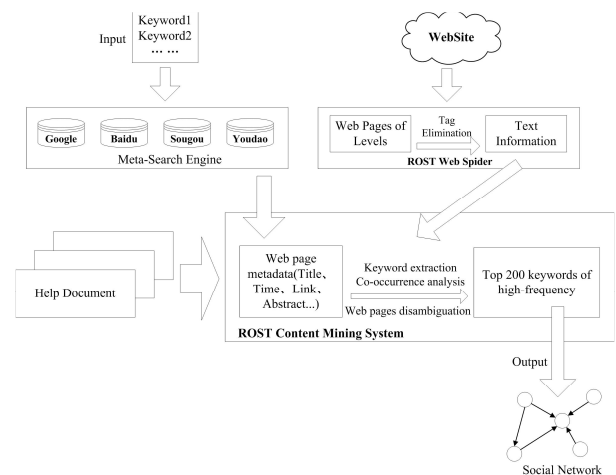 Input
Keyword1
Keyword2
... ...
WebSite
Google
Baidu
Sougou
Youdao
Meta-Search Engine
Web Pages of
Levels
Tag
Elimination
Text
Information
ROST Web Spider
Help Document
Web page
metadata(Title、
Time、Link、
Abstract...)
Keyword extraction
Co-occurrence analysis
Web pages disambiguation
Top 200 keywords of
high-frequency
ROST Content Mining System
Output
Social Network